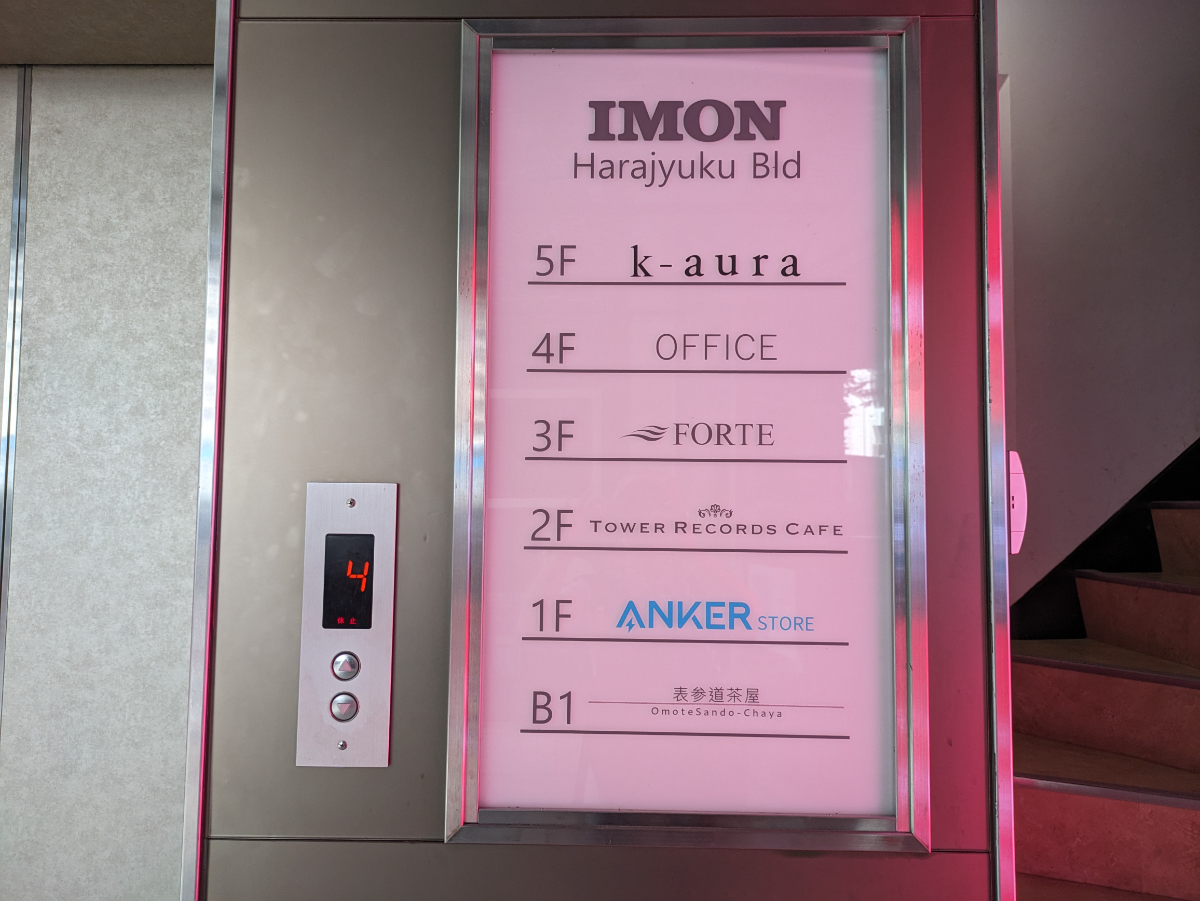 IMON
Harajyuku Bld
5F k-aura
4F OFFICE
3F FORTE
2F TOWER RECORDS CAFE
1F ANKER STORE
B1 表参道茶屋
OmoteSando-Chaya
4
休止